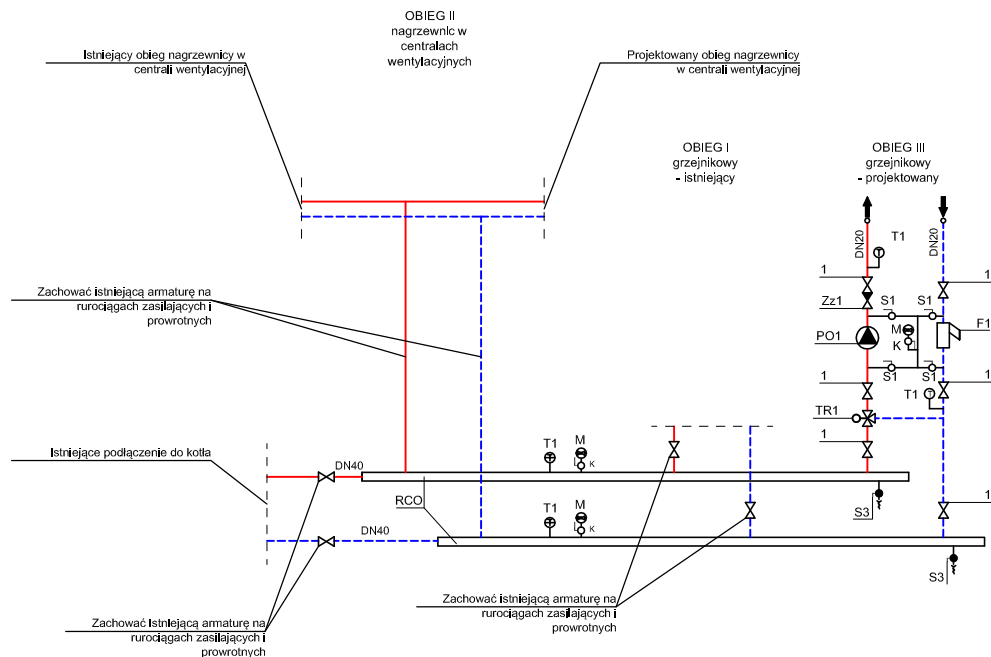 OBIEG II
nagrzewnic w
centralach
wentylacyjnych
Istniejący obieg nagrzewnicy w
centrali wentylacyjnej
Projektowany obieg nagrzewnicy
w centrali wentylacyjnej
OBIEG I
grzejnikowy
- istniejący
OBIEG III
grzejnikowy
- projektowany
DN20
T1
T
DN20
1
1
Zz1
S1
S1
M
F1
PO1
K
S1
S1
1
1
T1
T
TR1
1
Zachować istniejącą armaturę na
rurociągach zasilających i
prowrotnych
Istniejące podłączenie do kotła
DN40
T1
M
K
RCO
S3
1
DN40
T1
M
K
S3
Zachować istniejącą armaturę na
rurociągach zasilających i
prowrotnych
Zachować istniejącą armaturę na
rurociągach zasilających i
prowrotnych